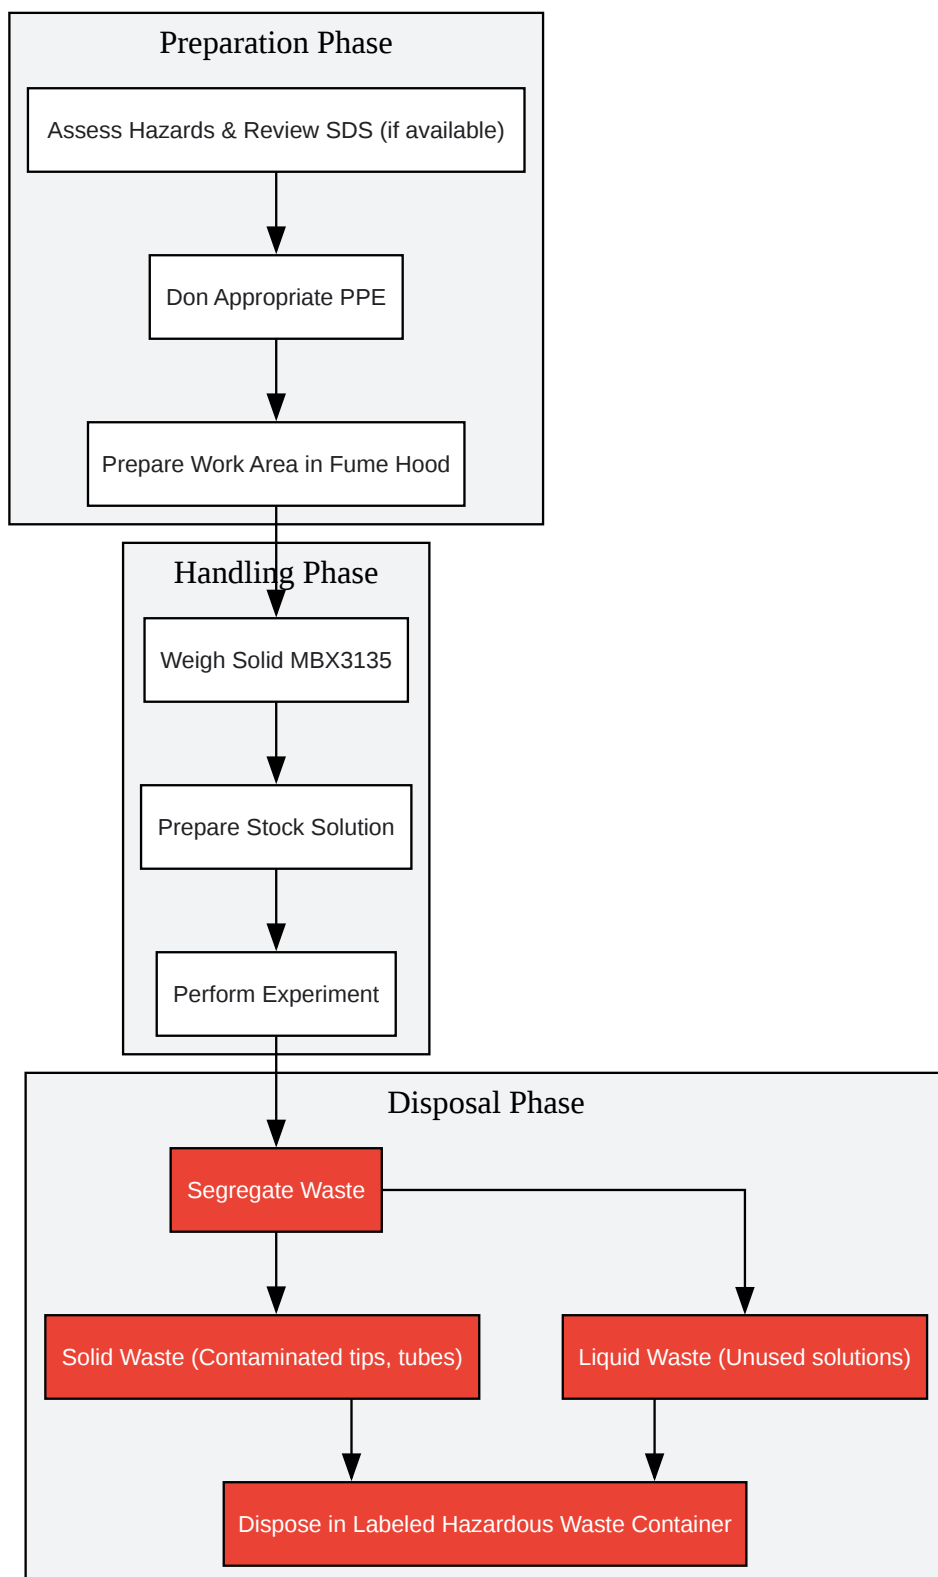 Preparation Phase
Assess Hazards & Review SDS (if available)
Don Appropriate PPE
Prepare Work Area in Fume Hood
Handling Phase
Weigh Solid MBX3135
Prepare Stock Solution
Perform Experiment
Disposal Phase
Segregate Waste
Solid Waste (Contaminated tips, tubes)
Liquid Waste (Unused solutions)
Dispose in Labeled Hazardous Waste Container